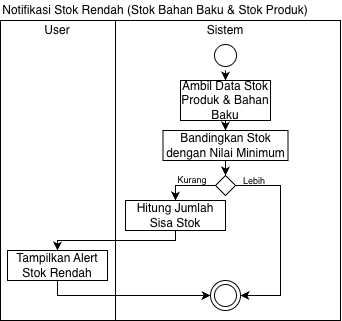 Notifikasi Stok Rendah (Stok Bahan Baku & Stok Produk)
User
Sistem
Ambil Data Stok
Produk & Bahan
Baku
Bandingkan Stok
dengan Nilai Minimum
Kurang
Lebih
Hitung Jumlah
Sisa Stok
Tampilkan Alert
Stok Rendah